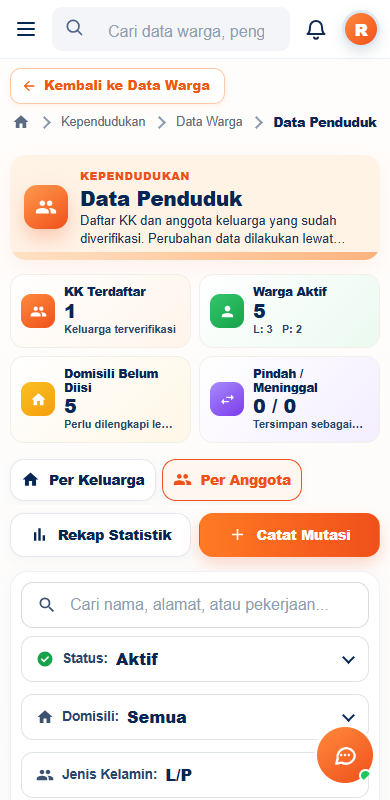 Cari data warga, peng
R
Kembali ke Data Warga
Kependudukan
Data Warga
Data Penduduk
KEPENDUDUKAN
Data Penduduk
Daftar KK dan anggota keluarga yang sudah
diverifikasi. Perubahan data dilakukan lewat...
KK Terdaftar
1
Keluarga terverifikasi
Warga Aktif
5
L: 3 P: 2
Domisili Belum
Diisi
5
Perlu dilengkapi le...
Pindah /
Meninggal
0 / 0
Tersimpan sebagai...
Per Keluarga
Per Anggota
Rekap Statistik
Catat Mutasi
Cari nama, alamat, atau pekerjaan...
Status: Aktif
Domisili: Semua
Jenis Kelamin: L/P